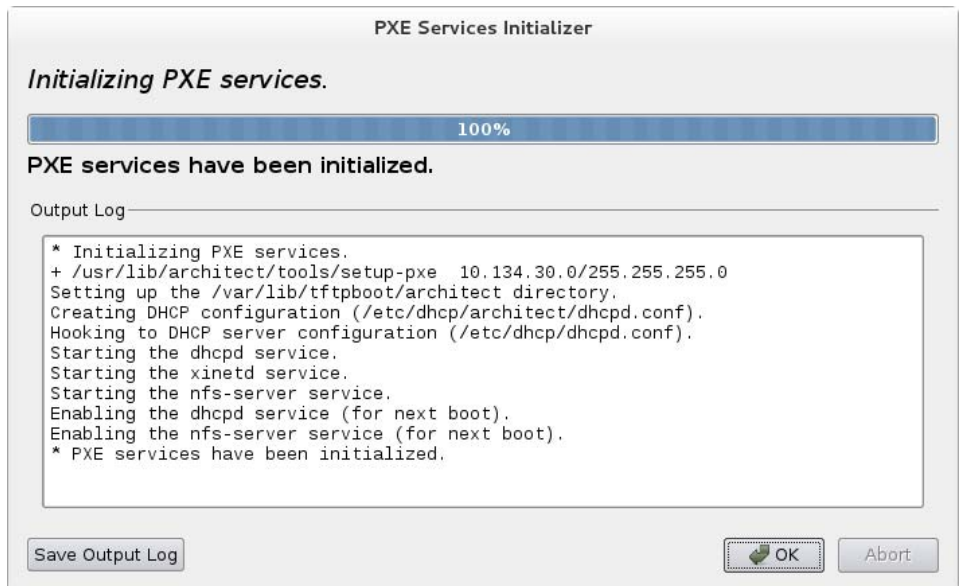 PXE Services Initializer
Initializing PXE services.
100%
PXE services have been initialized.
Output Log
* Initializing PXE services.
+ /usr/lib/architect/tools/setup-pxe  10.134.30.0/255.255.255.0
Setting up the /var/lib/tftpboot/architect directory.
Creating DHCP configuration (/etc/dhcp/architect/dhcpd.conf).
Hooking to DHCP server configuration (/etc/dhcp/dhcpd.conf).
Starting the dhcpd service.
Starting the xinetd service.
Starting the nfs-server service.
Enabling the dhcpd service (for next boot).
Enabling the nfs-server service (for next boot).
* PXE services have been initialized.
Save Output Log
OK
Abort